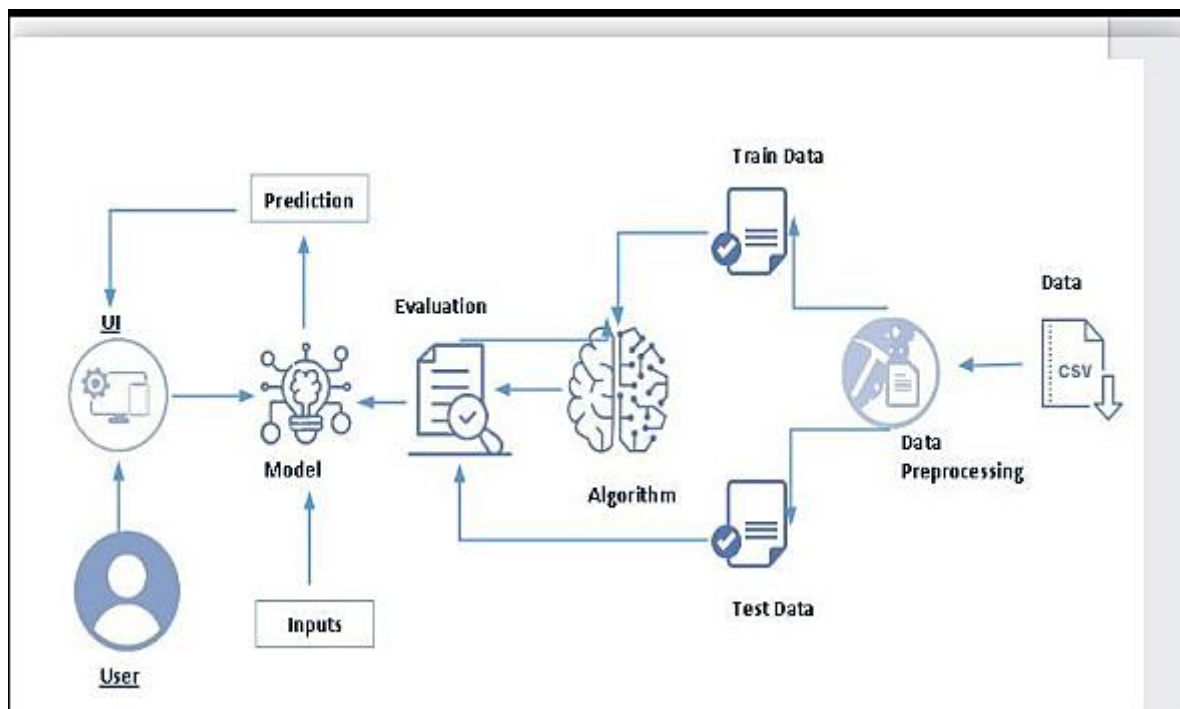 Train Data
Prediction
Data
Evaluation
UI
CSV
Data
Preprocessing
Model
Algorithm
Test Data
Inputs
User